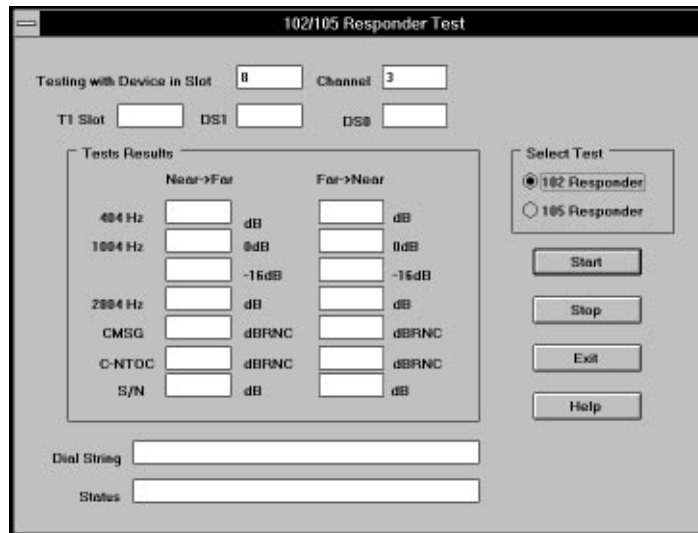 102/105 Responder Test
Testing with Device in Slot 8 Channel 3
T1 Slot DS1 DS0
Tests Results
Near->Far Far->Near
404 Hz dB dB
1004 Hz 0dB 0dB
-16dB -16dB
2804 Hz dB dB
CMSG dBRNC dBRNC
C-NTOC dBRNC dBRNC
S/N dB dB
Select Test
102 Responder
105 Responder
Start
Stop
Exit
Help
Dial String
Status